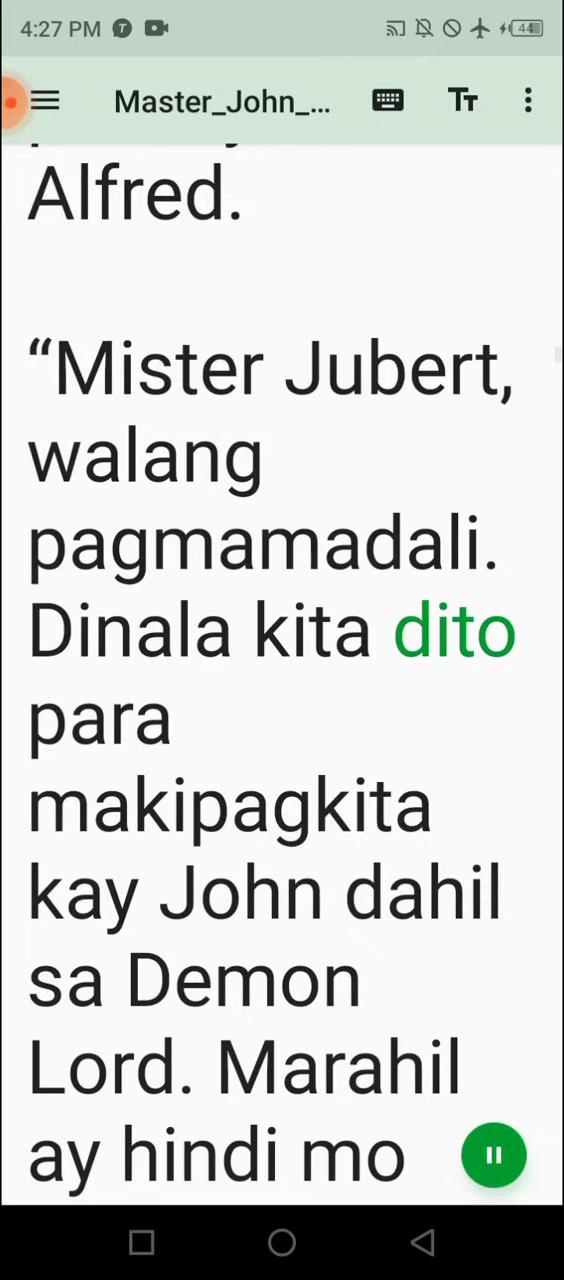 4:27 PM
44
Master_John_...
Alfred.
“Mister Jubert,
walang
pagmamadali.
Dinala kita dito
para
makipagkita
kay John dahil
sa Demon
Lord. Marahil
ay hindi mo